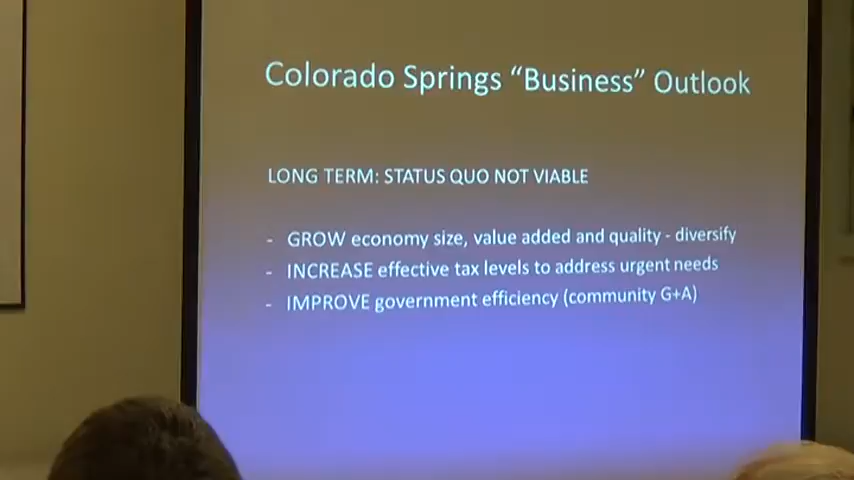 Colorado Springs “Business” Outlook
LONG TERM: STATUS QUO NOT VIABLE
- GROW economy size, value added and quality - diversify
- INCREASE effective tax levels to address urgent needs
- IMPROVE government efficiency (community G+A)